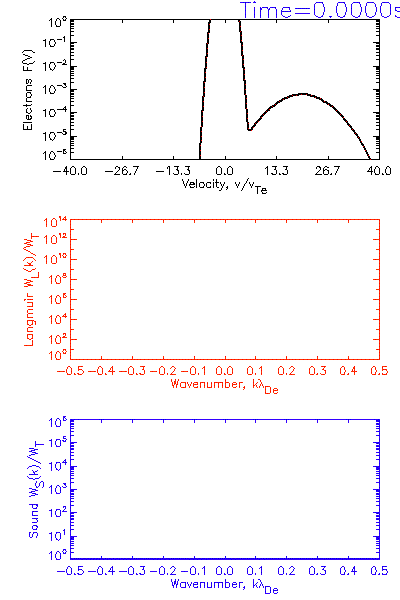 Time=0.0000s
Electrons F(V)
10⁰
10⁻¹
10⁻²
10⁻³
10⁻⁴
10⁻⁵
10⁻⁶
−40.0 −26.7 −13.3 0.0 13.3 26.7 40.0
Velocity, v/v_Te
Langmuir W_L(k)/W_T
10¹⁴
10¹²
10¹⁰
10⁸
10⁶
10⁴
10²
10⁰
−0.5 −0.4 −0.3 −0.2 −0.1 0.0 0.1 0.2 0.3 0.4 0.5
Wavenumber, kλ_De
Sound W_S(k)/W_T
10⁶
10⁵
10⁴
10³
10²
10¹
10⁰
−0.5 −0.4 −0.3 −0.2 −0.1 0.0 0.1 0.2 0.3 0.4 0.5
Wavenumber, kλ_De